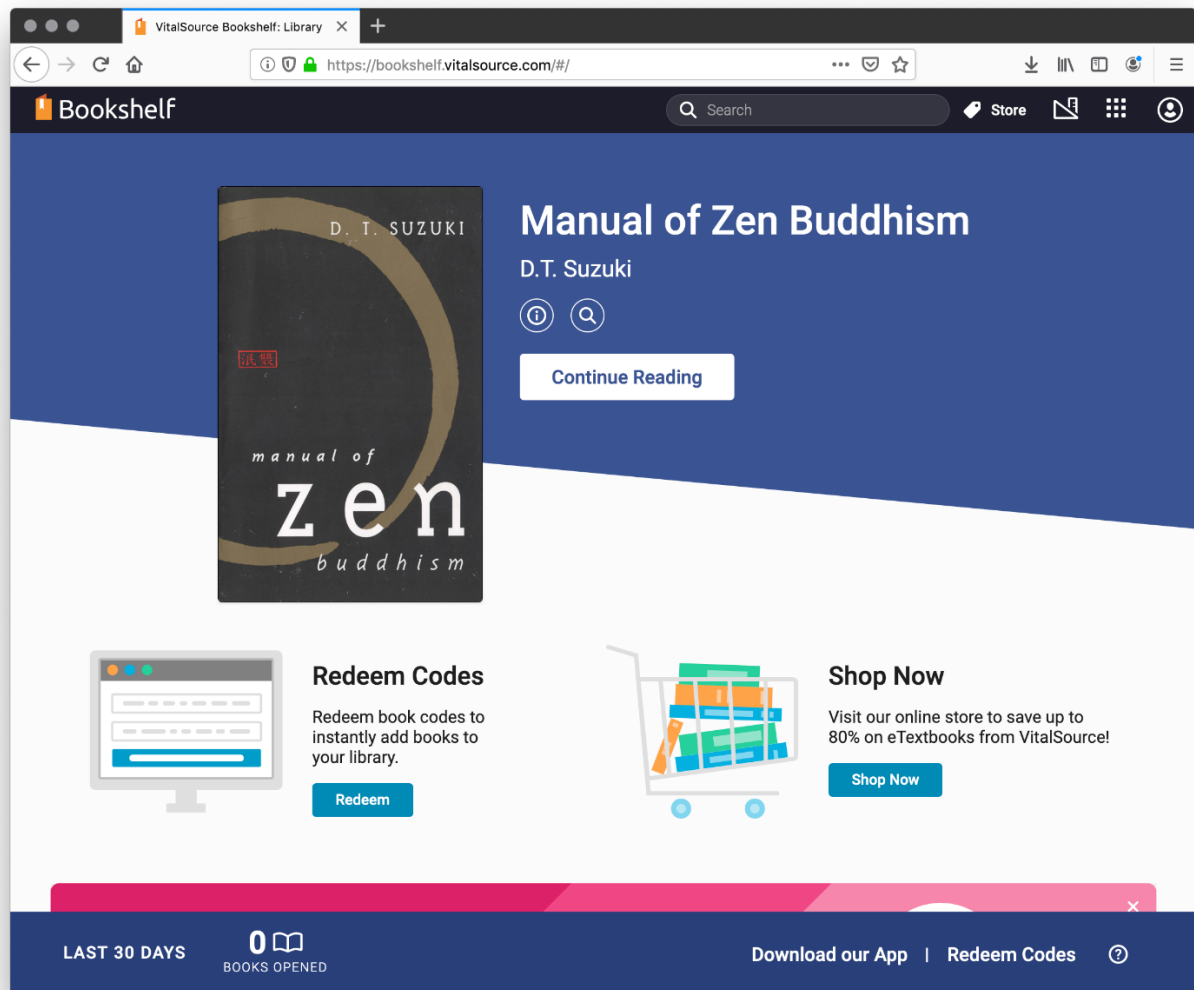 VitalSource Bookshelf: Library
https://bookshelf.vitalsource.com/#/
Bookshelf
Search
Store
D. T. SUZUKI
manual of
zen
buddhism
Manual of Zen Buddhism
D.T. Suzuki
Continue Reading
Redeem Codes
Redeem book codes to
instantly add books to
your library.
Redeem
Shop Now
Visit our online store to save up to
80% on eTextbooks from VitalSource!
Shop Now
LAST 30 DAYS
0
BOOKS OPENED
Download our App | Redeem Codes